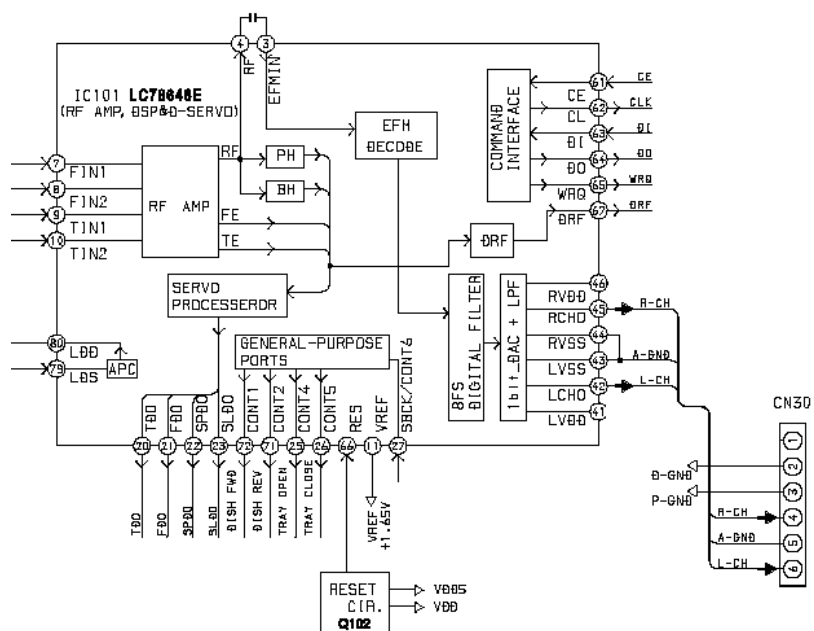 4
3
RF
EFMIN
IC101 LC78646E
(RF AMP, DSP&D-SERVO)
EFM
DECODE
COMMAND
INTERFACE
61
CE
CE
62
CLK
CL
63
DI
DI
64
DO
DO
65
WRQ
WRQ
67
DRF
DRF
7
FIN1
8
FIN2
9
TIN1
10
TIN2
RF AMP
RF
PH
BH
FE
TE
DRF
SERVO
PROCESSERDR
8FS
DIGITAL FILTER
1bit_DAC + LPF
46
RVDD
45
R-CH
RCHO
44
RVSS
43
A-GND
LVSS
42
L-CH
LCHO
41
LVDD
80
LDD
79
LDS
APC
GENERAL-PURPOSE
PORTS
TDO
FDO
SPDO
SLDO
CONT1
CONT2
CONT4
CONT5
RES
VREF
SBCK/CONT6
20
21
22
23
72
71
25
26
66
11
27
TDO
FDO
SPDO
SLDO
DISH FWD
DISH REV
TRAY OPEN
TRAY CLOSE
VREF
+1.65V
RESET
CIR.
Q102
VDD5
VDD
CN30
1
D-GND
2
P-GND
3
R-CH
4
A-GND
5
L-CH
6